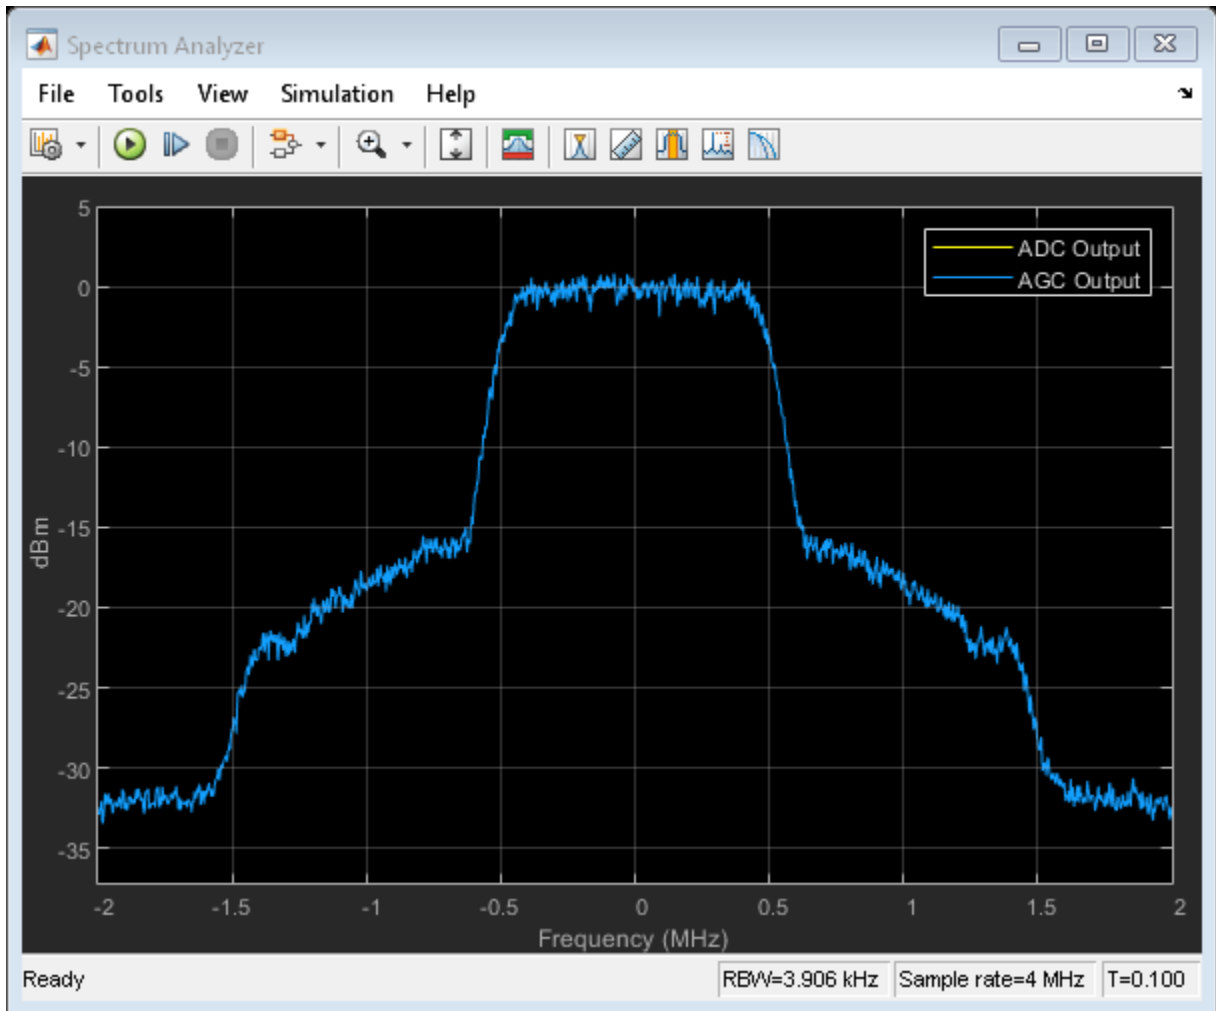 Spectrum Analyzer
File Tools View Simulation Help
ADC Output
AGC Output
5
0
-5
-10
-15
-20
-25
-30
-35
dBm
-2 -1.5 -1 -0.5 0 0.5 1 1.5 2
Frequency (MHz)
Ready RBW=3.906 kHz Sample rate=4 MHz T=0.100